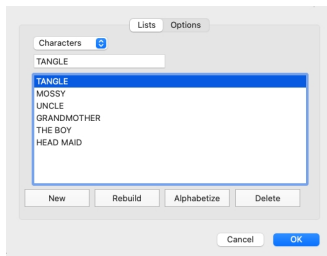 Lists Options
Characters
TANGLE
TANGLE
MOSSY
UNCLE
GRANDMOTHER
THE BOY
HEAD MAID
New Rebuild Alphabetize Delete
Cancel OK